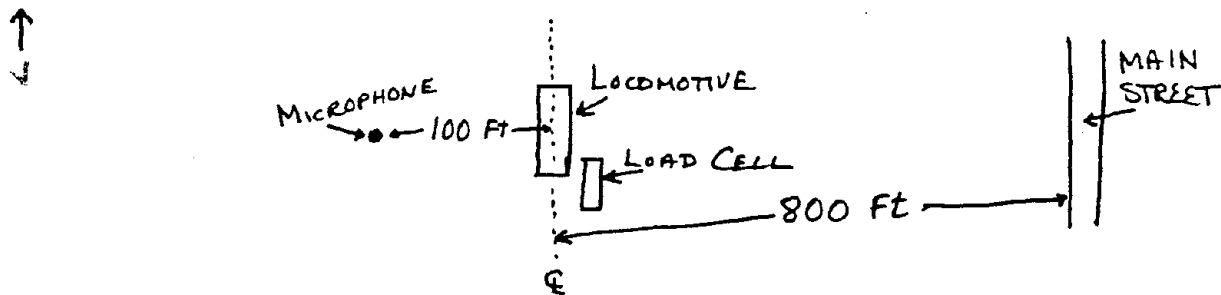 MICROPHONE
100 Ft
LOCOMOTIVE
LOAD CELL
800 Ft
MAIN
STREET
℄